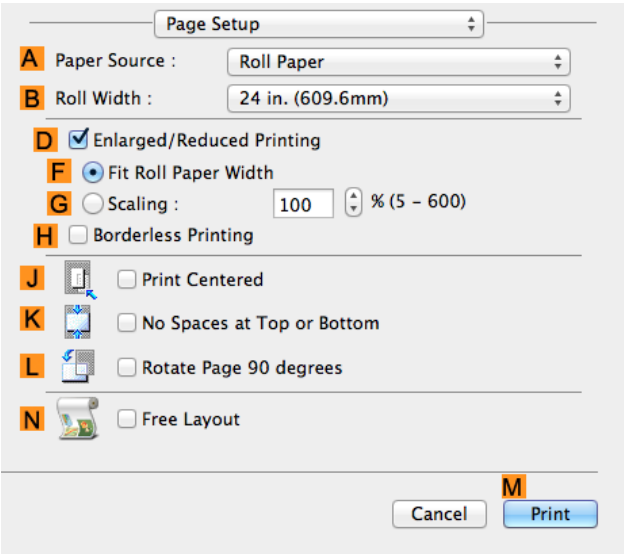 Page Setup
A Paper Source : Roll Paper
B Roll Width : 24 in. (609.6mm)
D Enlarged/Reduced Printing
F Fit Roll Paper Width
G Scaling : 100 % (5 - 600)
H Borderless Printing
J Print Centered
K No Spaces at Top or Bottom
L Rotate Page 90 degrees
N Free Layout
M
Cancel Print